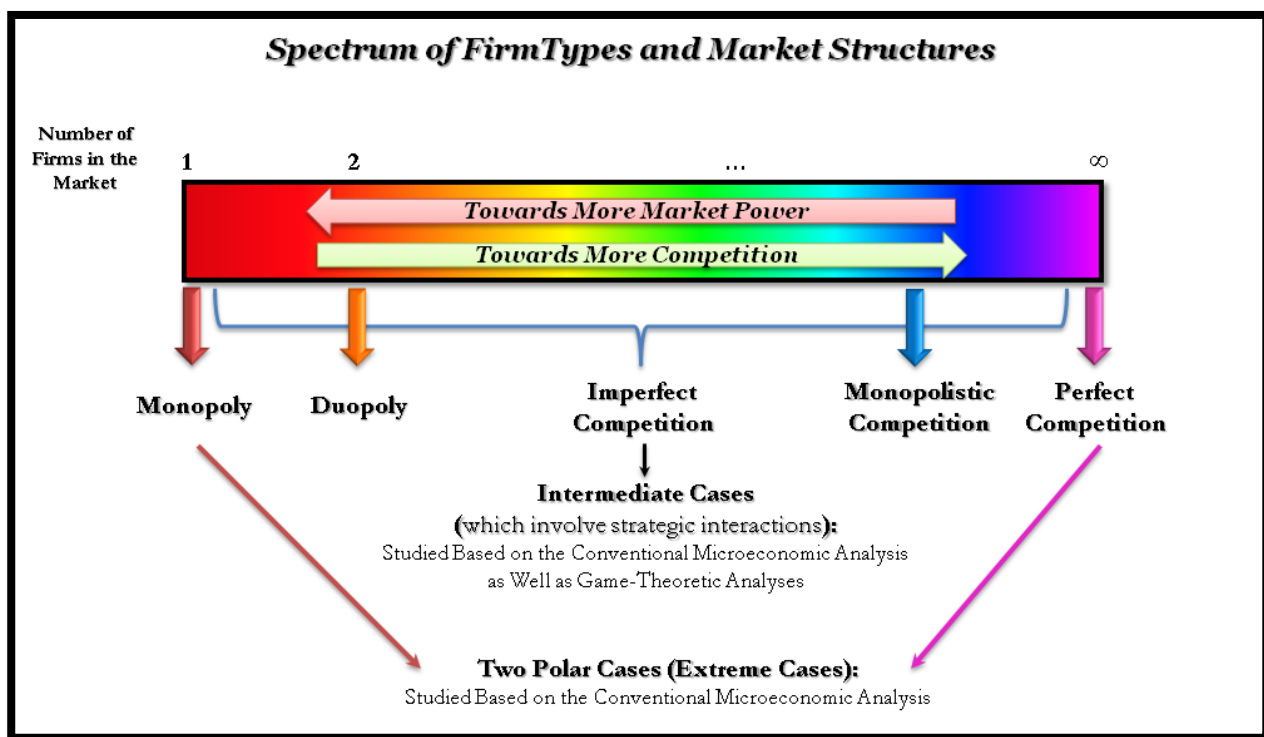 Spectrum of FirmTypes and Market Structures
Number of
Firms in the
Market
1
2
...
∞
Towards More Market Power
Towards More Competition
Monopoly
Duopoly
Imperfect
Competition
Monopolistic
Competition
Perfect
Competition
Intermediate Cases
(which involve strategic interactions):
Studied Based on the Conventional Microeconomic Analysis
as Well as Game-Theoretic Analyses
Two Polar Cases (Extreme Cases):
Studied Based on the Conventional Microeconomic Analysis